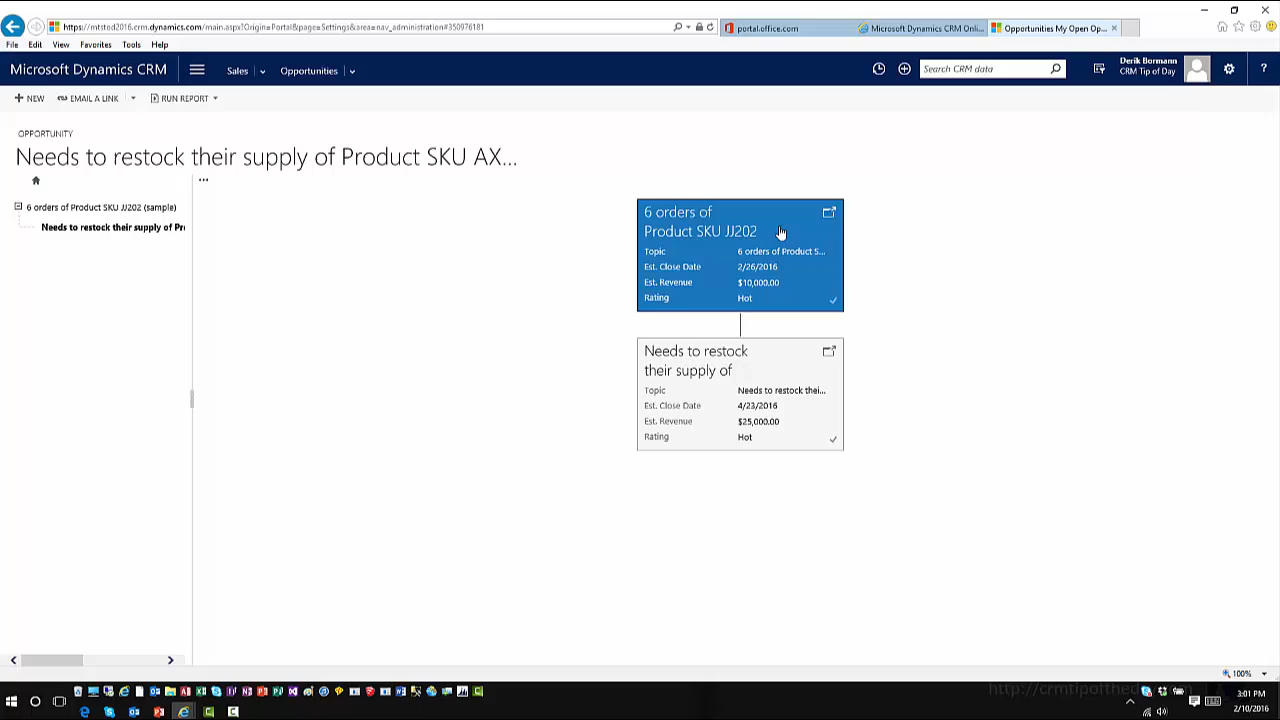 https://mtstod2016.crm.dynamics.com/main.aspx?Origin=Portal&page=Settings&area=nav_administration#350976181
portal.office.com
Microsoft Dynamics CRM Onli...
Opportunities My Open Op...
File Edit View Favorites Tools Help
Microsoft Dynamics CRM
Sales
Opportunities
Search CRM data
Derik Bormann
CRM Tip of Day
?
NEW
EMAIL A LINK
RUN REPORT
OPPORTUNITY
Needs to restock their supply of Product SKU AX...
...
6 orders of Product SKU JJ202 (sample)
Needs to restock their supply of Pr
6 orders of
Product SKU JJ202
Topic 6 orders of Product S...
Est. Close Date 2/26/2016
Est. Revenue $10,000.00
Rating Hot
Needs to restock
their supply of
Topic Needs to restock thei...
Est. Close Date 4/23/2016
Est. Revenue $25,000.00
Rating Hot
100%
3:01 PM
2/10/2016